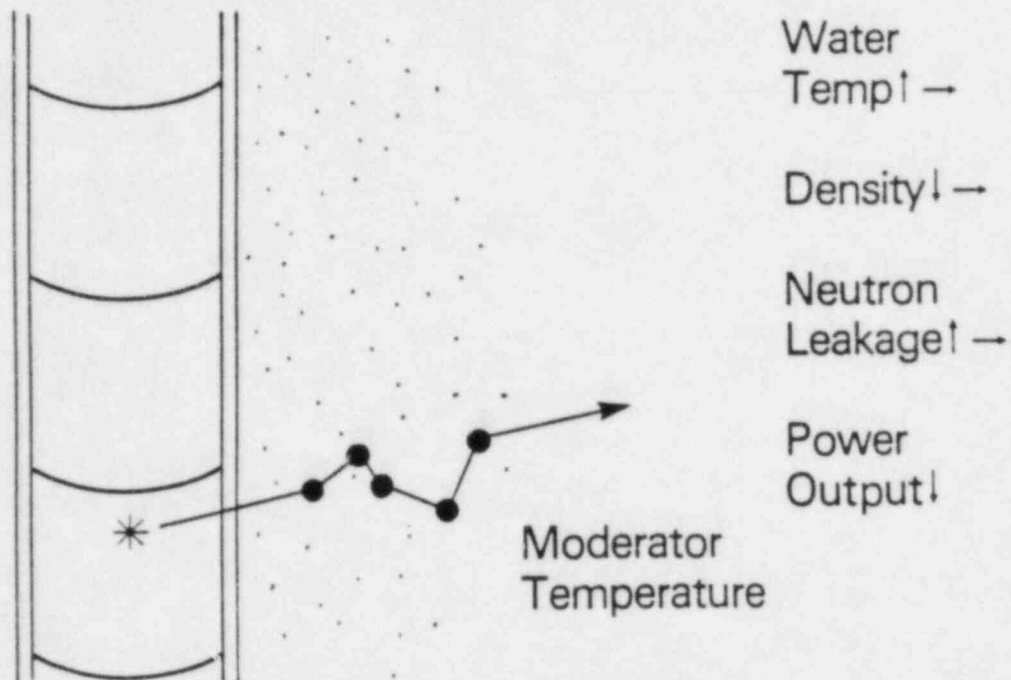 Water
Temp↑ →
Density↓ →
Neutron
Leakage↑ →
Power
Output↓
Moderator
Temperature